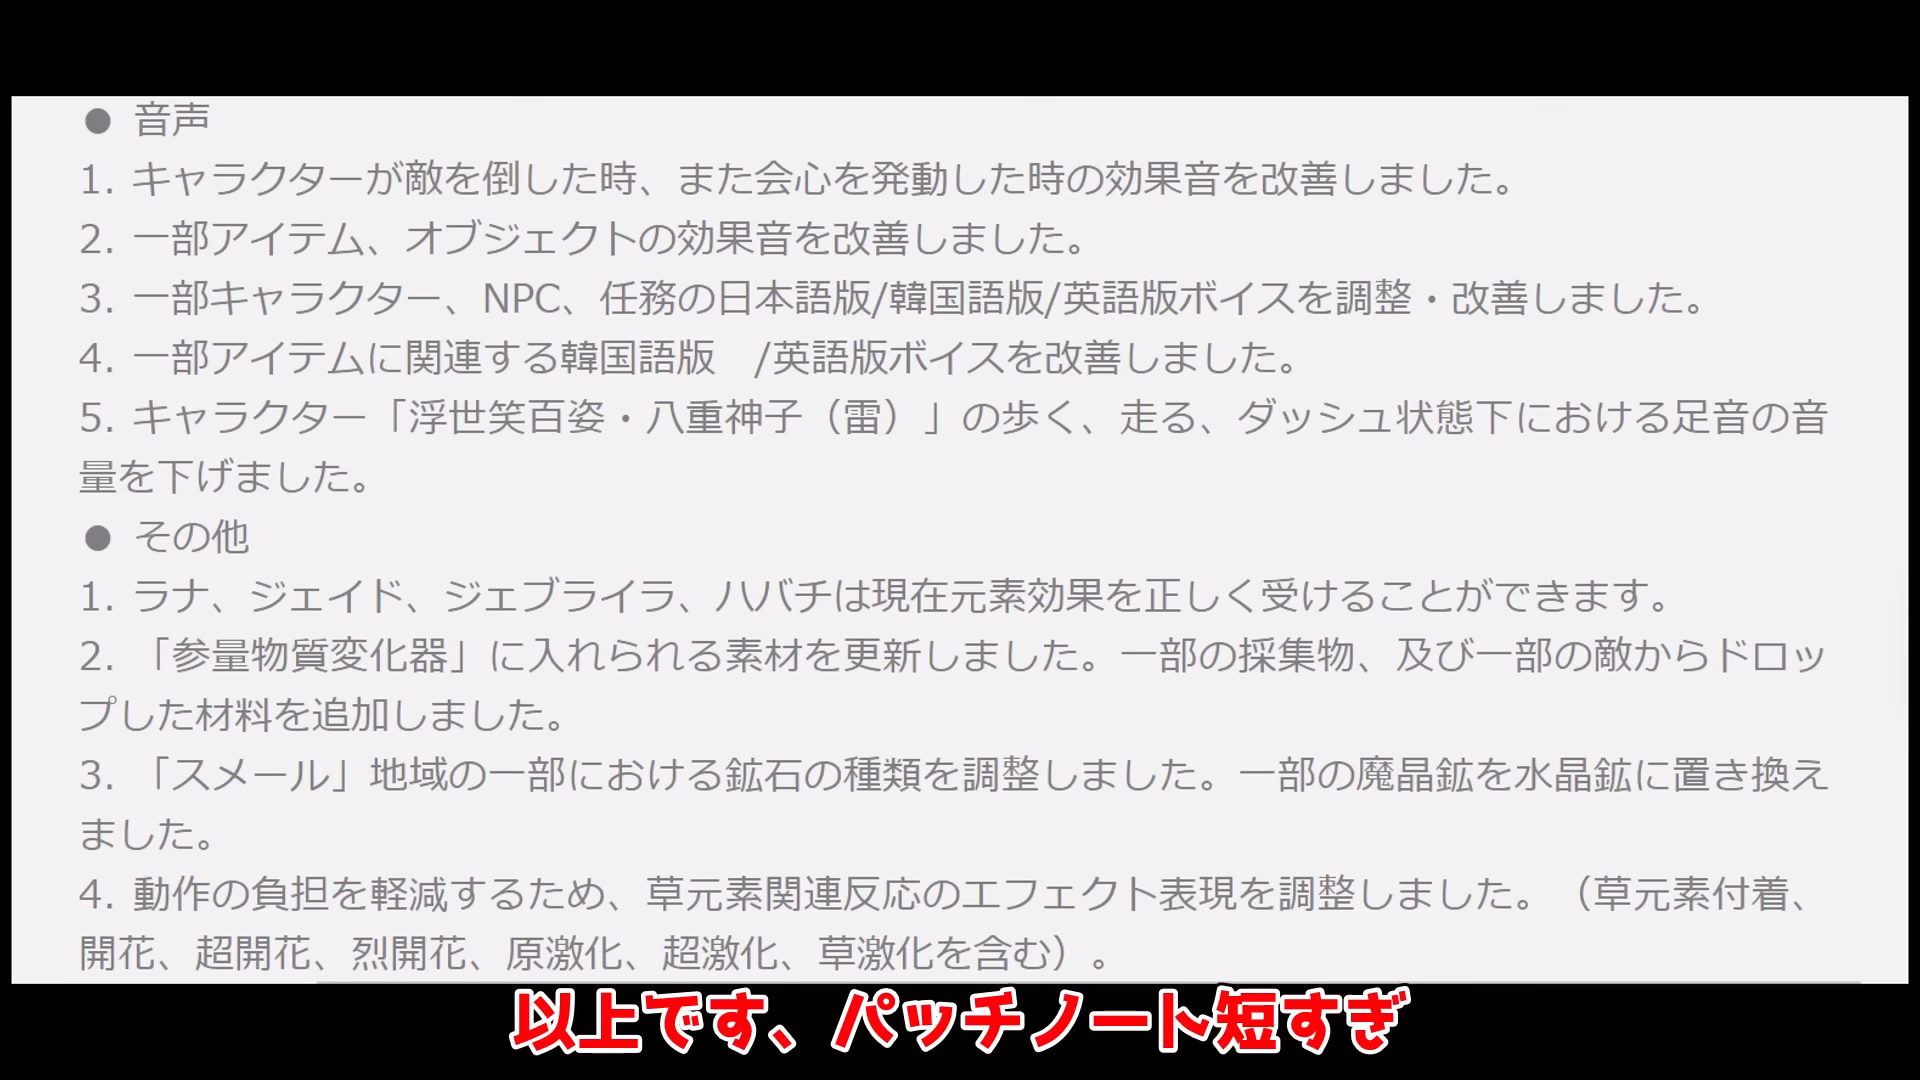 ● 音声
1. キャラクターが敵を倒した時、また会心を発動した時の効果音を改善しました。
2. 一部アイテム、オブジェクトの効果音を改善しました。
3. 一部キャラクター、NPC、任務の日本語版/韓国語版/英語版ボイスを調整・改善しました。
4. 一部アイテムに関連する韓国語版　/英語版ボイスを改善しました。
5. キャラクター「浮世笑百姿・八重神子（雷）」の歩く、走る、ダッシュ状態下における足音の音
量を下げました。
● その他
1. ラナ、ジェイド、ジェブライラ、ハバチは現在元素効果を正しく受けることができます。
2. 「参量物質変化器」に入れられる素材を更新しました。一部の採集物、及び一部の敵からドロッ
プした材料を追加しました。
3. 「スメール」地域の一部における鉱石の種類を調整しました。一部の魔晶鉱を水晶鉱に置き換え
ました。
4. 動作の負担を軽減するため、草元素関連反応のエフェクト表現を調整しました。（草元素付着、
開花、超開花、烈開花、原激化、超激化、草激化を含む）。
以上です、パッチノート短すぎ